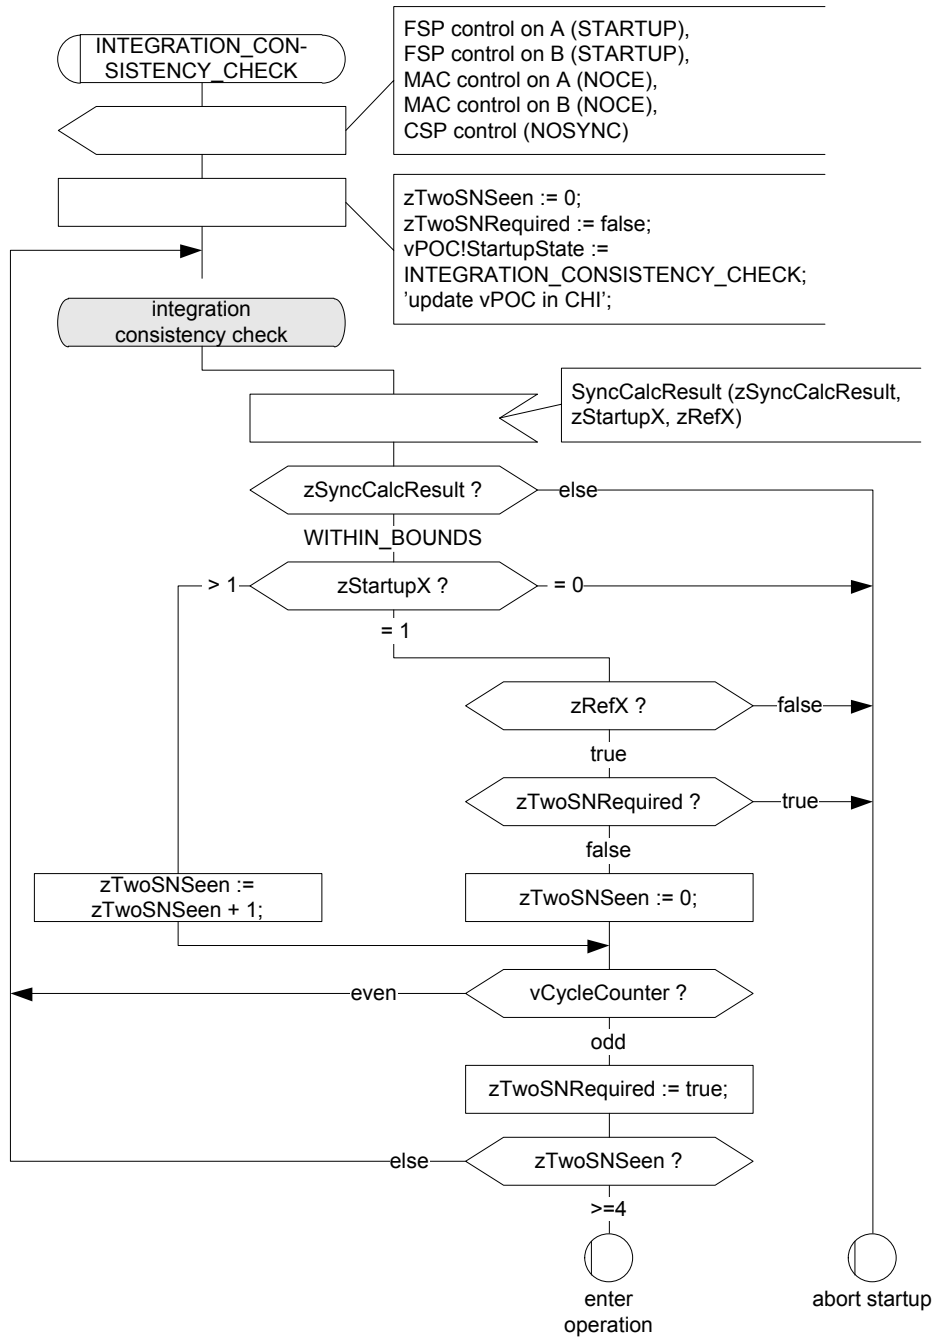 INTEGRATION_CON-
SISTENCY_CHECK
FSP control on A (STARTUP),
FSP control on B (STARTUP),
MAC control on A (NOCE),
MAC control on B (NOCE),
CSP control (NOSYNC)
zTwoSNSeen := 0;
zTwoSNRequired := false;
vPOC!StartupState :=
INTEGRATION_CONSISTENCY_CHECK;
’update vPOC in CHI’;
integration
consistency check
SyncCalcResult (zSyncCalcResult,
zStartupX, zRefX)
zSyncCalcResult ?
else
WITHIN_BOUNDS
> 1
zStartupX ?
= 0
= 1
zRefX ?
false
true
zTwoSNRequired ?
true
false
zTwoSNSeen :=
zTwoSNSeen + 1;
zTwoSNSeen := 0;
even
vCycleCounter ?
odd
zTwoSNRequired := true;
else
zTwoSNSeen ?
>=4
enter
operation
abort startup